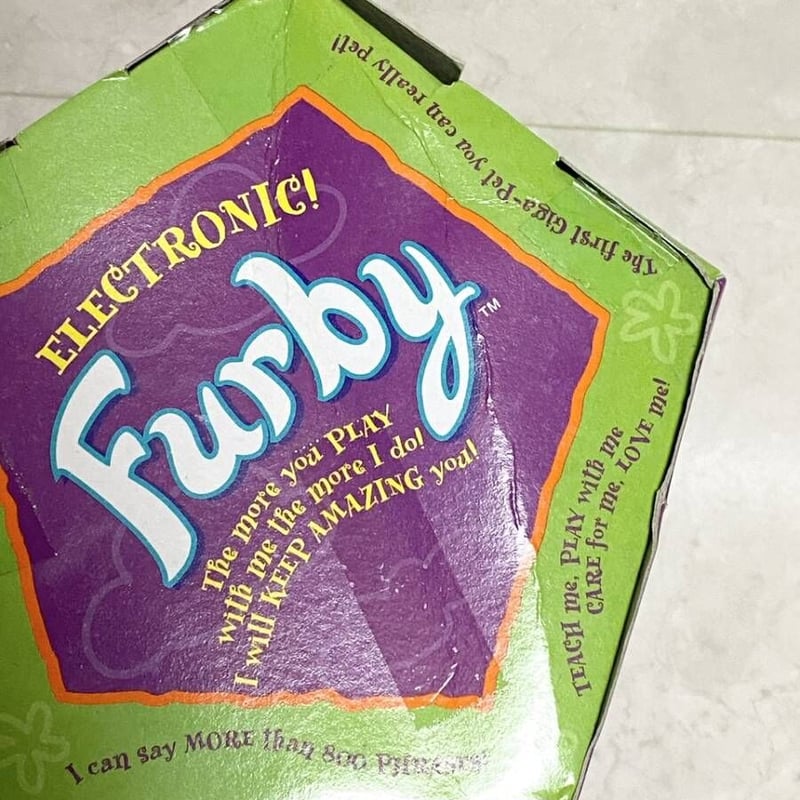 The first Giga-Pet you can really pet!
ELECTRONIC!
Furby™
The more you PLAY
with me the more I do!
I will KEEP AMAZING you!
TEACH me, PLAY with me
CARE for me, LOVE me!
I can say MORE than 800 PHRASES!